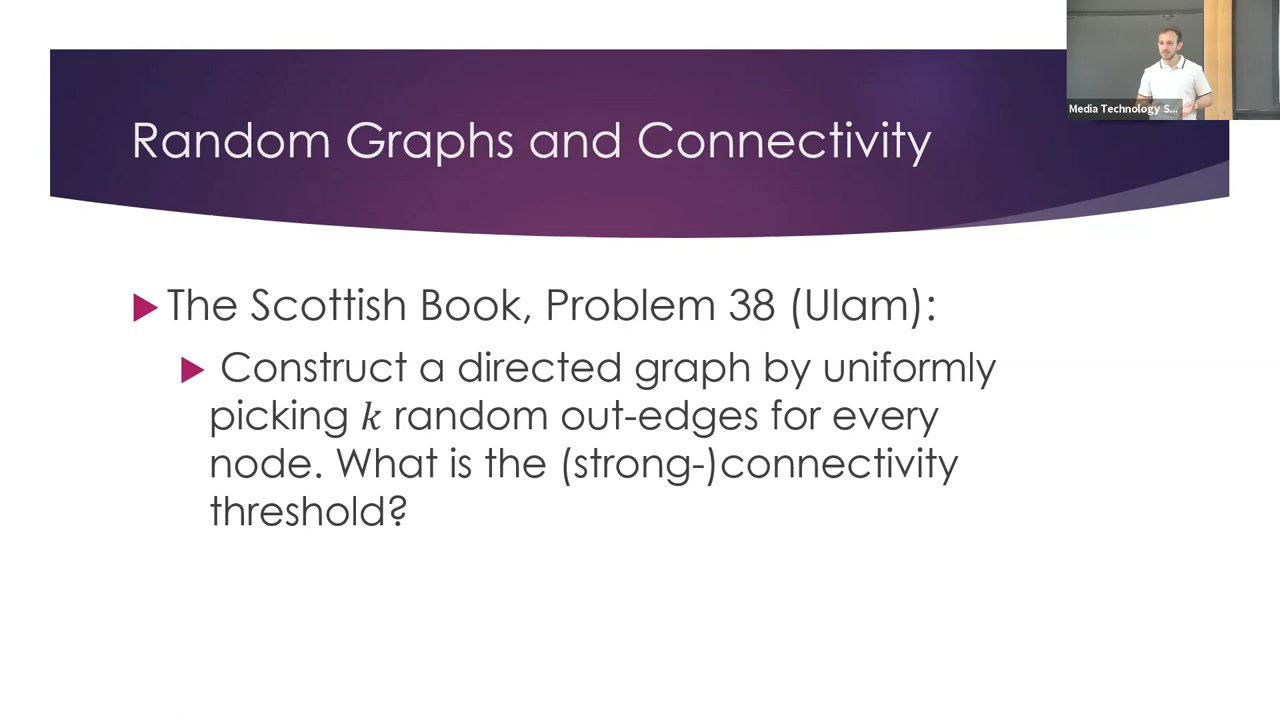 Random Graphs and Connectivity
Media Technology S...
The Scottish Book, Problem 38 (Ulam):
Construct a directed graph by uniformly
picking k random out-edges for every
node. What is the (strong-)connectivity
threshold?